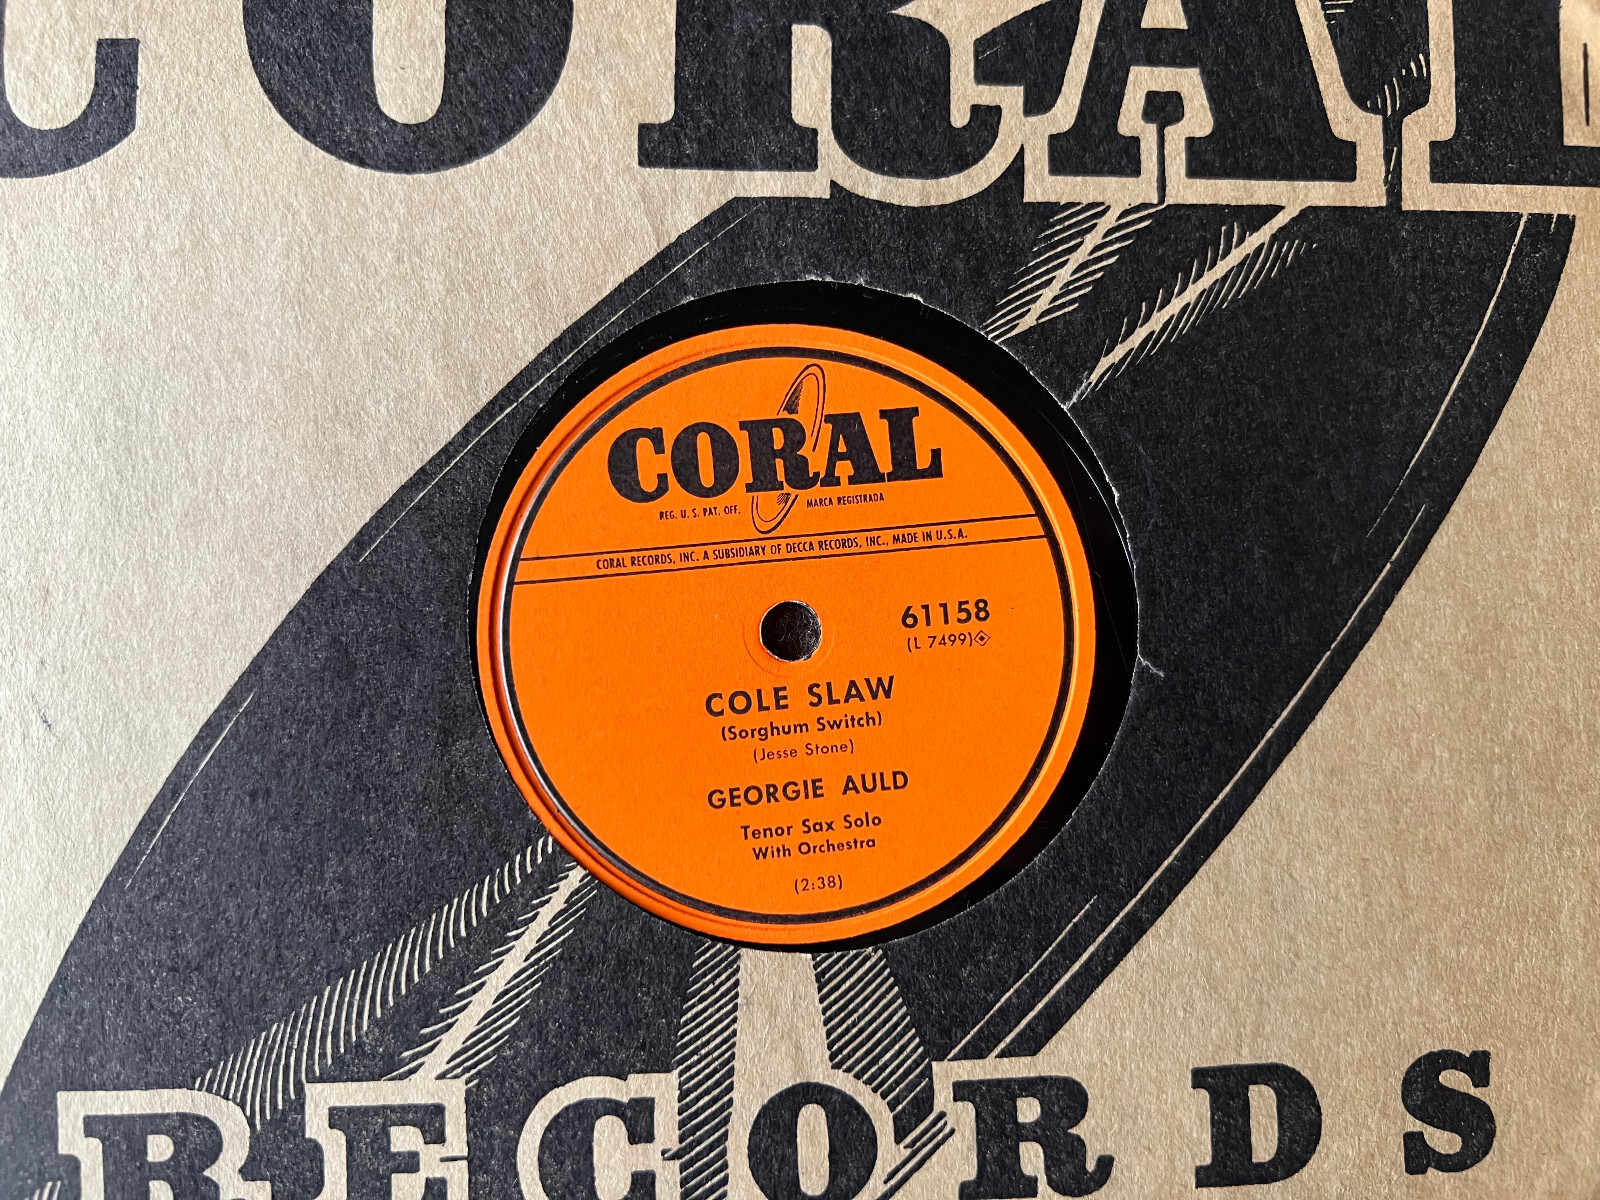 CORAL
CORAL
REG. U. S. PAT. OFF. MARCA REGISTRADA
CORAL RECORDS, INC. A SUBSIDIARY OF DECCA RECORDS, INC., MADE IN U.S.A.
61158
(L 7499)
COLE SLAW
(Sorghum Switch)
(Jesse Stone)
GEORGIE AULD
Tenor Sax Solo
With Orchestra
(2:38)
RECORDS